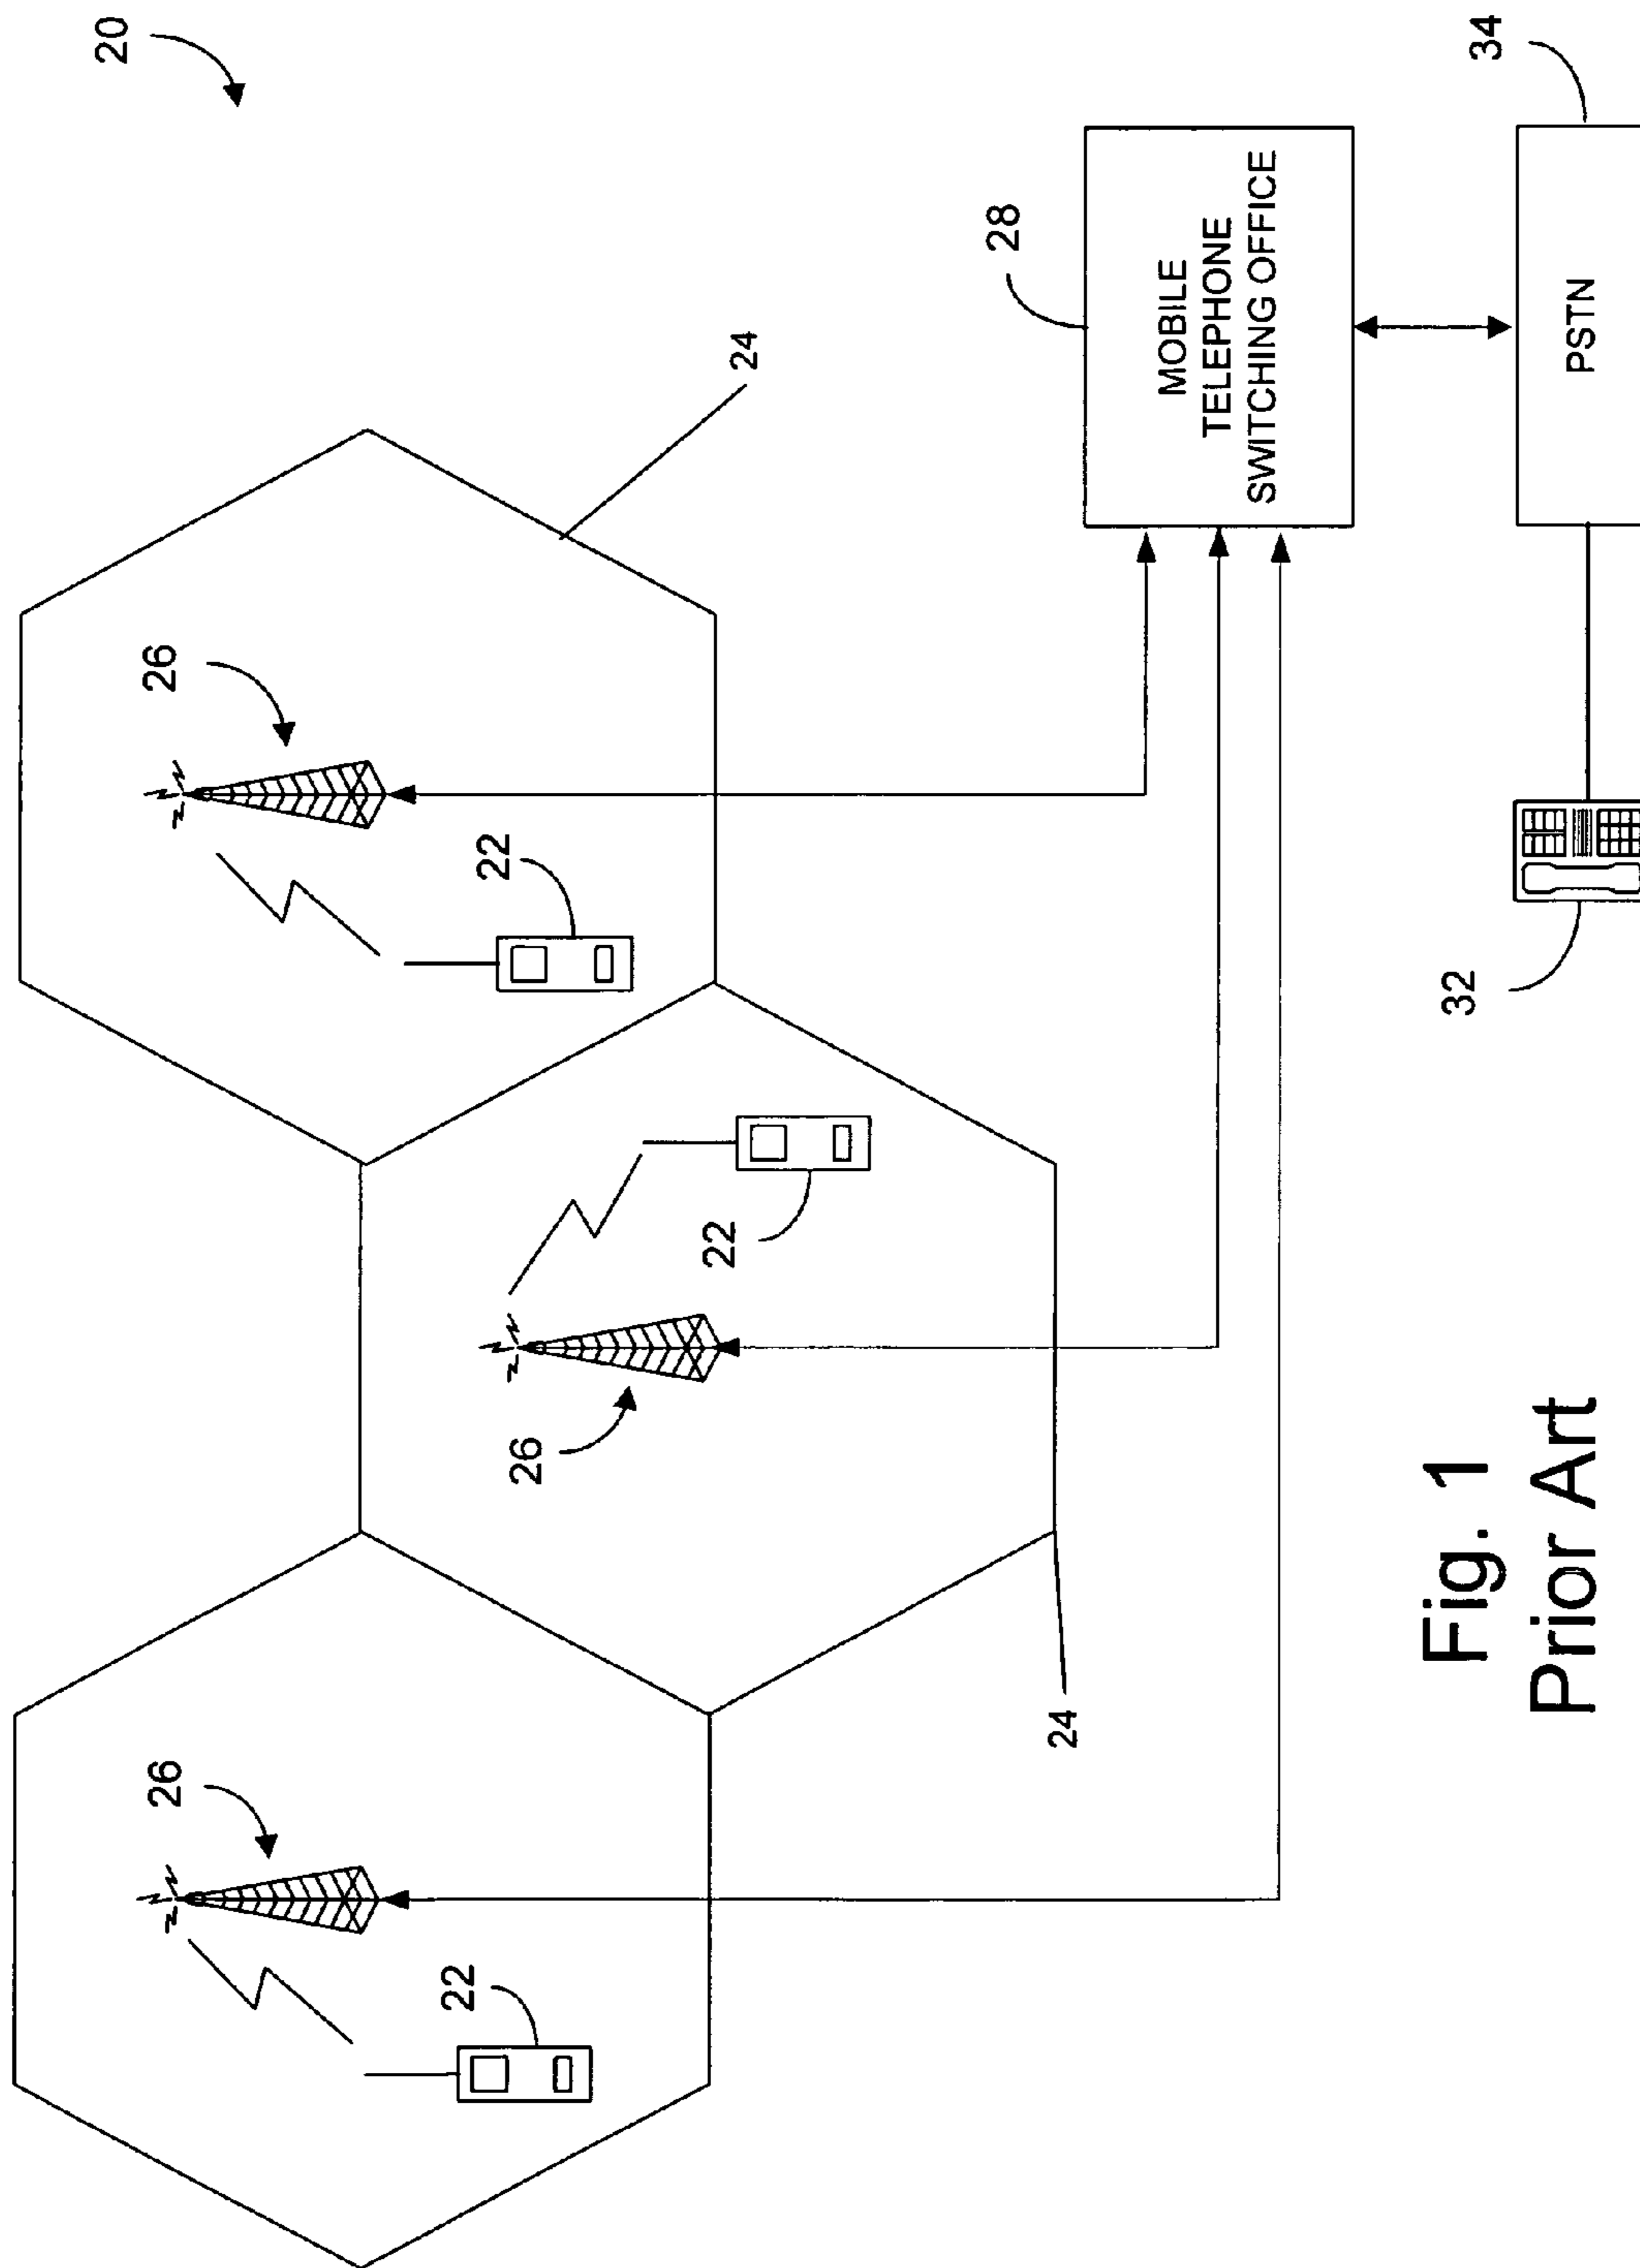 20
26
26
22
22
26
22
24
28
24
MOBILE
TELEPHONE
SWITCHING OFFICE
Fig. 1
32
34
Prior Art
PSTN